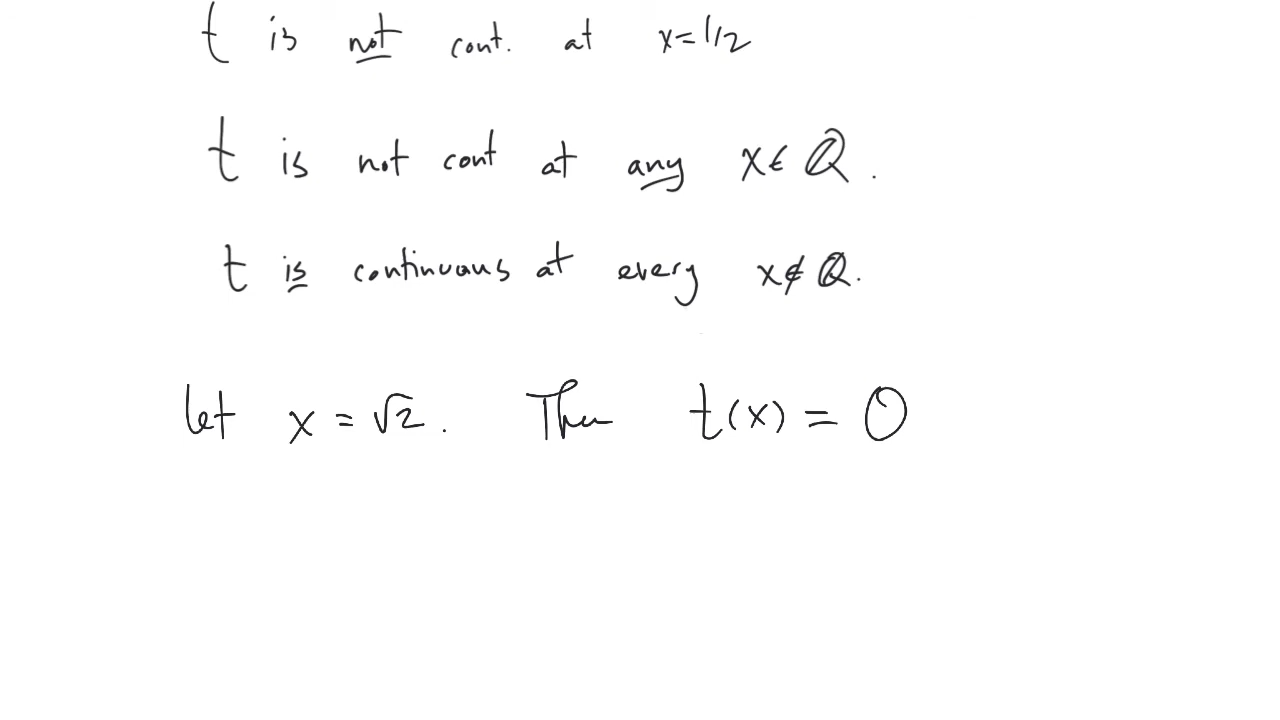 t is not cont. at x=1/2
t is not cont at any x∈ℚ.
t is continuous at every x∉ℚ.
let x = √2. Then t(x) = 0